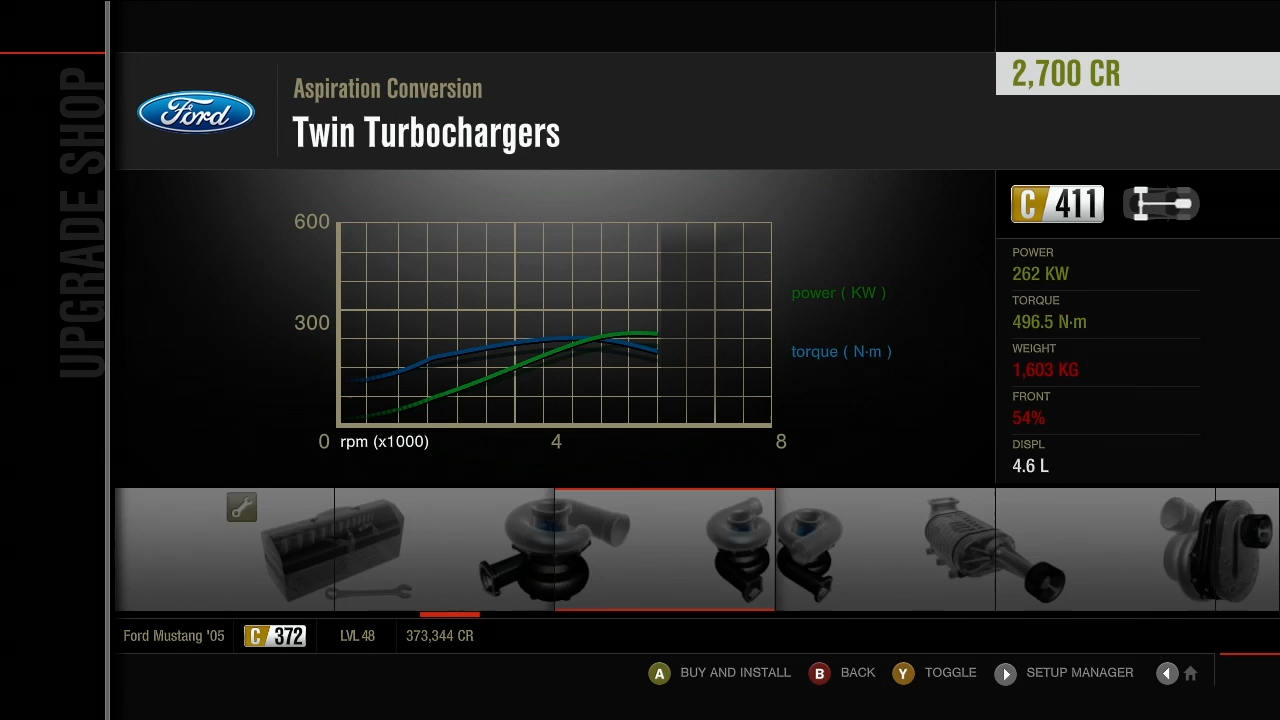 UPGRADE SHOP
Ford
Aspiration Conversion
Twin Turbochargers
2,700 CR
C 411
POWER
262 KW
TORQUE
496.5 N·m
WEIGHT
1,603 KG
FRONT
54%
DISPL
4.6 L
600
300
0
rpm (x1000)
4
8
power ( KW )
torque ( N·m )
Ford Mustang '05
C 372
LVL 48
373,344 CR
A BUY AND INSTALL
B BACK
Y TOGGLE
SETUP MANAGER